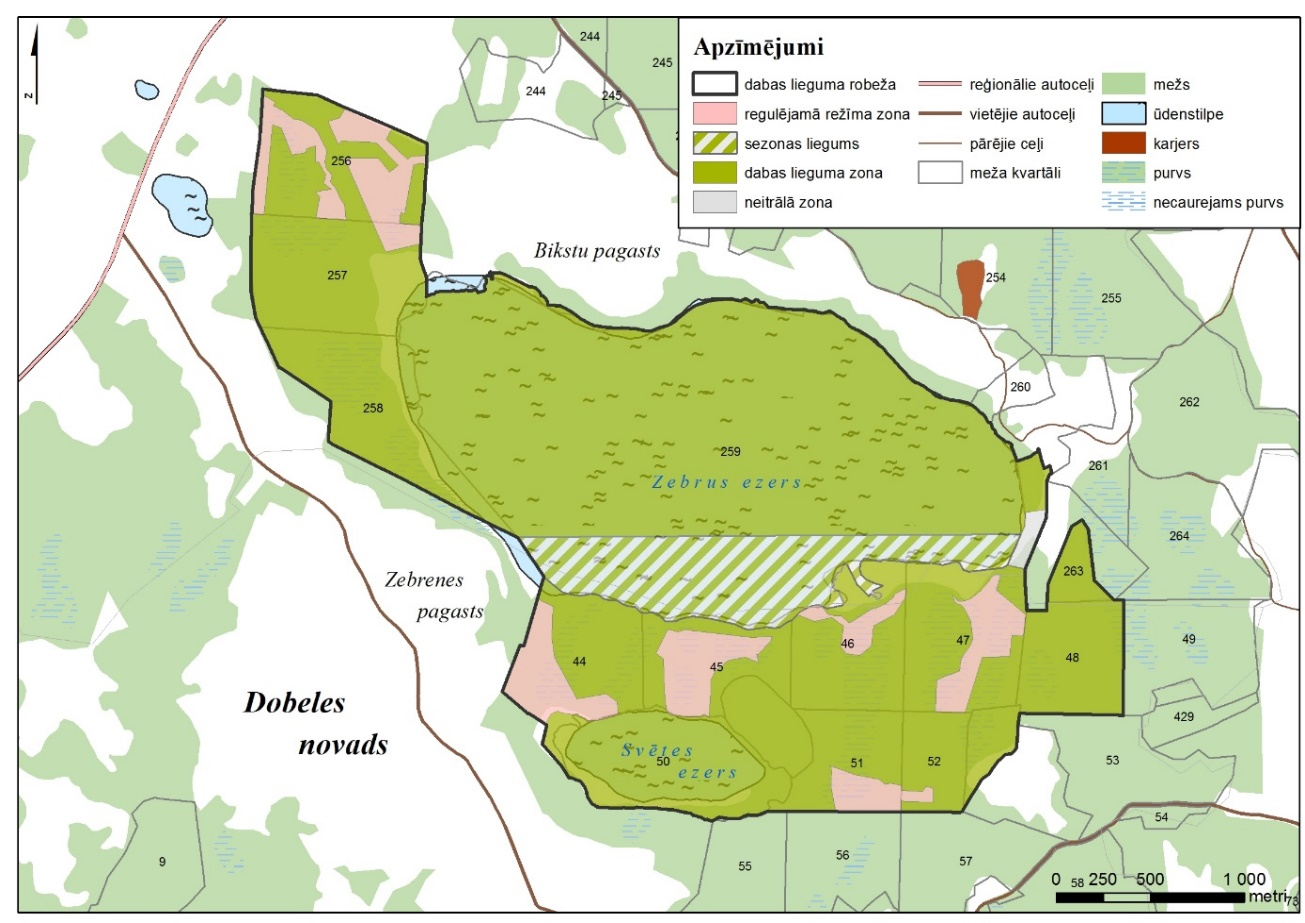 Apzīmējumi
dabas lieguma robeža
regulējamā režīma zona
sezonas liegums
dabas lieguma zona
neitrālā zona
reģionālie autoceļi
vietējie autoceļi
pārējie ceļi
meža kvartāli
mežs
ūdenstilpe
karjers
purvs
necaurejams purvs
z
244
245
244
245
256
Bikstu pagasts
257
254
255
260
258
262
259
Zebrus ezers
261
264
263
Zebrenes
pagasts
44
45
46
47
48
49
Dobeles
novads
429
Svētes
50
ezers
51
52
53
54
9
55
56
57
58
0 250 500 1 000
metri
73